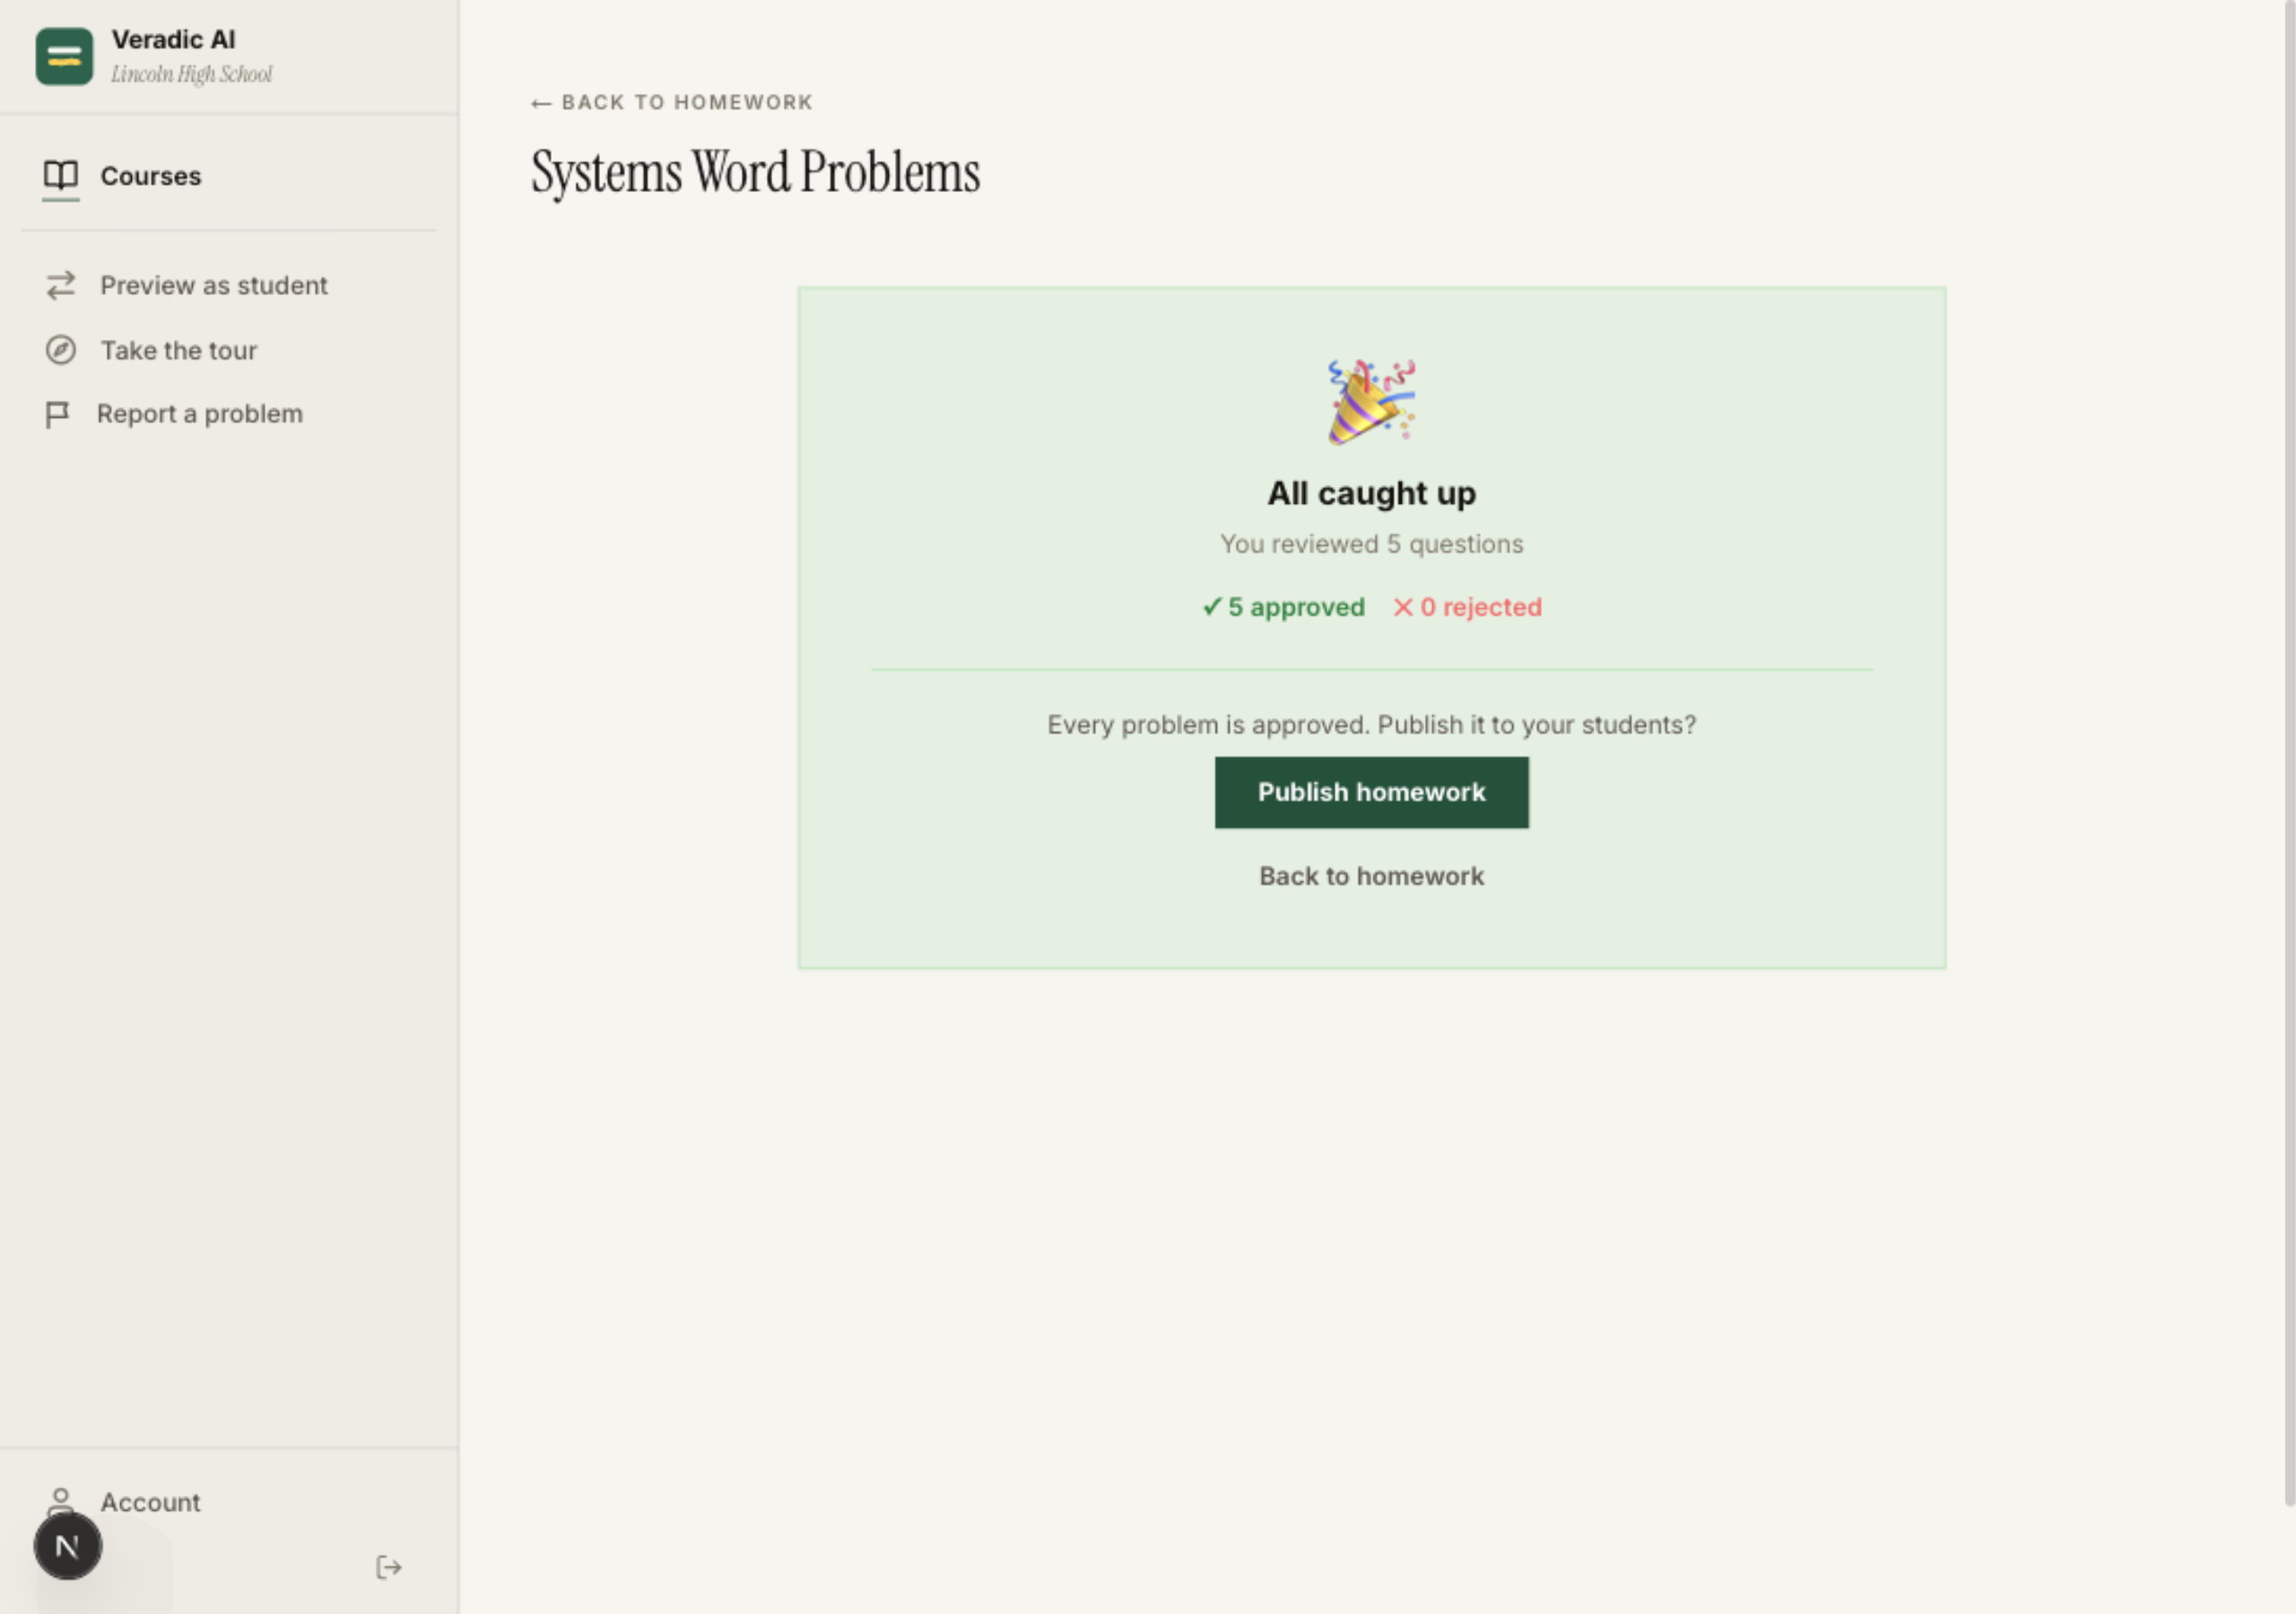 Veradic AI
Lincoln High School
Courses
Preview as student
Take the tour
Report a problem
Account
N
← BACK TO HOMEWORK
Systems Word Problems
All caught up
You reviewed 5 questions
✓ 5 approved ✕ 0 rejected
Every problem is approved. Publish it to your students?
Publish homework
Back to homework